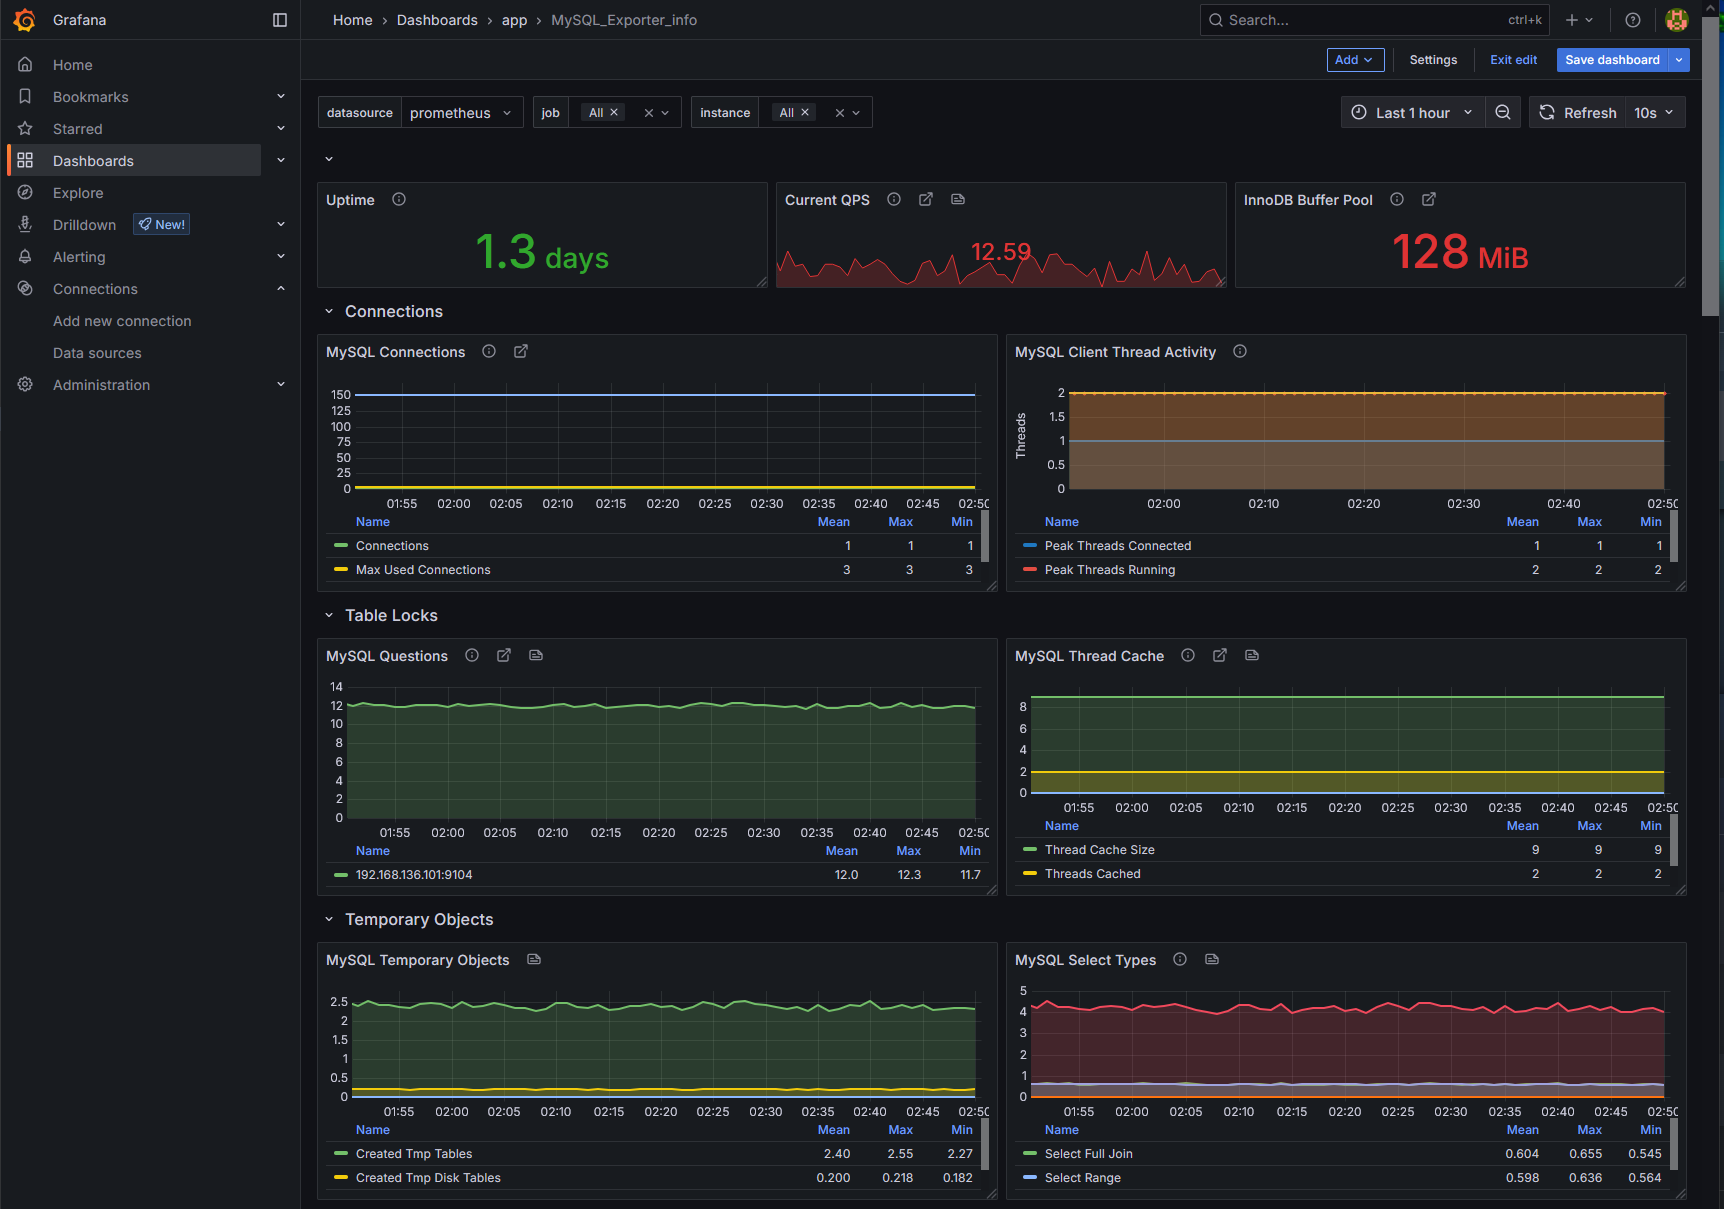 Grafana
Home
Bookmarks
Starred
Dashboards
Explore
Drilldown New!
Alerting
Connections
Add new connection
Data sources
Administration
Home › Dashboards › app › MySQL_Exporter_info
Search... ctrl+k
Add Settings Exit edit Save dashboard
datasource prometheus job All instance All Last 1 hour Refresh 10s
Uptime
1.3 days
Current QPS
12.59
InnoDB Buffer Pool
128 MiB
Connections
MySQL Connections
150
125
100
75
50
25
0
01:55 02:00 02:05 02:10 02:15 02:20 02:25 02:30 02:35 02:40 02:45 02:50
Name Mean Max Min
Connections 1 1 1
Max Used Connections 3 3 3
MySQL Client Thread Activity
Threads
2
1.5
1
0.5
0
02:00 02:10 02:20 02:30 02:40 02:50
Name Mean Max Min
Peak Threads Connected 1 1 1
Peak Threads Running 2 2 2
Table Locks
MySQL Questions
14
12
10
8
6
4
2
0
01:55 02:00 02:05 02:10 02:15 02:20 02:25 02:30 02:35 02:40 02:45 02:50
Name Mean Max Min
192.168.136.101:9104 12.0 12.3 11.7
MySQL Thread Cache
8
6
4
2
0
01:55 02:00 02:05 02:10 02:15 02:20 02:25 02:30 02:35 02:40 02:45 02:50
Name Mean Max Min
Thread Cache Size 9 9 9
Threads Cached 2 2 2
Temporary Objects
MySQL Temporary Objects
2.5
2
1.5
1
0.5
0
01:55 02:00 02:05 02:10 02:15 02:20 02:25 02:30 02:35 02:40 02:45 02:50
Name Mean Max Min
Created Tmp Tables 2.40 2.55 2.27
Created Tmp Disk Tables 0.200 0.218 0.182
MySQL Select Types
5
4
3
2
1
0
01:55 02:00 02:05 02:10 02:15 02:20 02:25 02:30 02:35 02:40 02:45 02:50
Name Mean Max Min
Select Full Join 0.604 0.655 0.545
Select Range 0.598 0.636 0.564